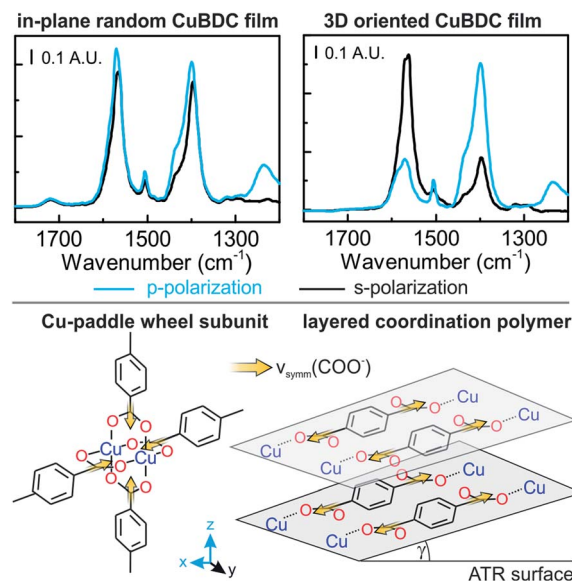 in-plane random CuBDC film
3D oriented CuBDC film
0.1 A.U.
0.1 A.U.
1700 1500 1300
1700 1500 1300
Wavenumber (cm⁻¹)
Wavenumber (cm⁻¹)
p-polarization
s-polarization
Cu-paddle wheel subunit
layered coordination polymer
νsymm(COO⁻)
O O
Cu O
O O
O Cu
O O
z
x
y
Cu
O
O
O
O
Cu
Cu
O
O
O
O
Cu
Cu
O
O
O
O
Cu
Cu
O
O
O
O
Cu
γ
ATR surface